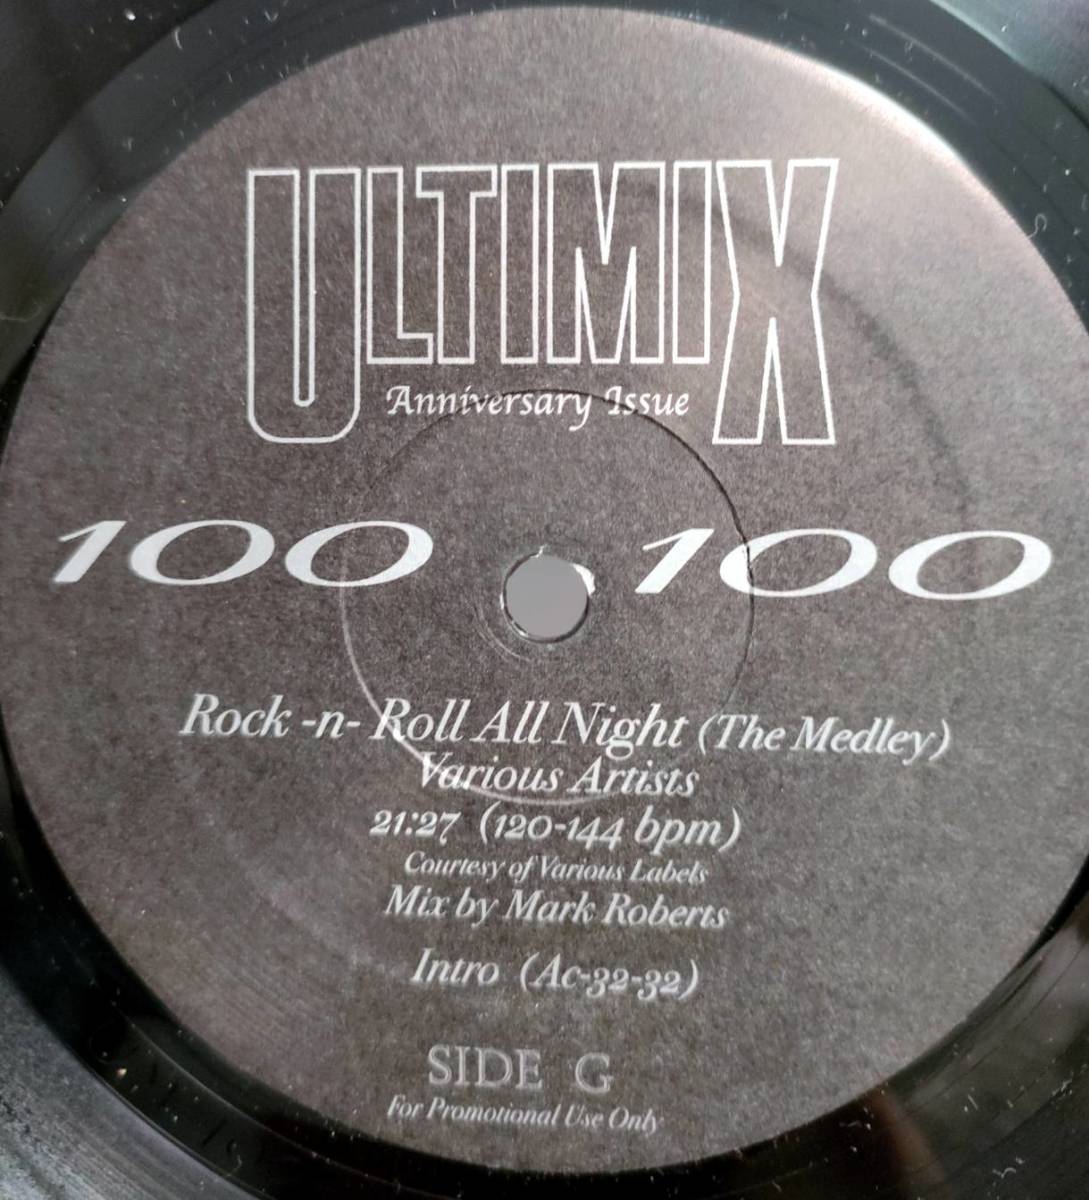 ULTIMIX
Anniversary Issue
100 100
Rock -n- Roll All Night (The Medley)
Various Artists
21:27 (120-144 bpm)
Courtesy of Various Labels
Mix by Mark Roberts
Intro (Ac-32-32)
SIDE G
For Promotional Use Only